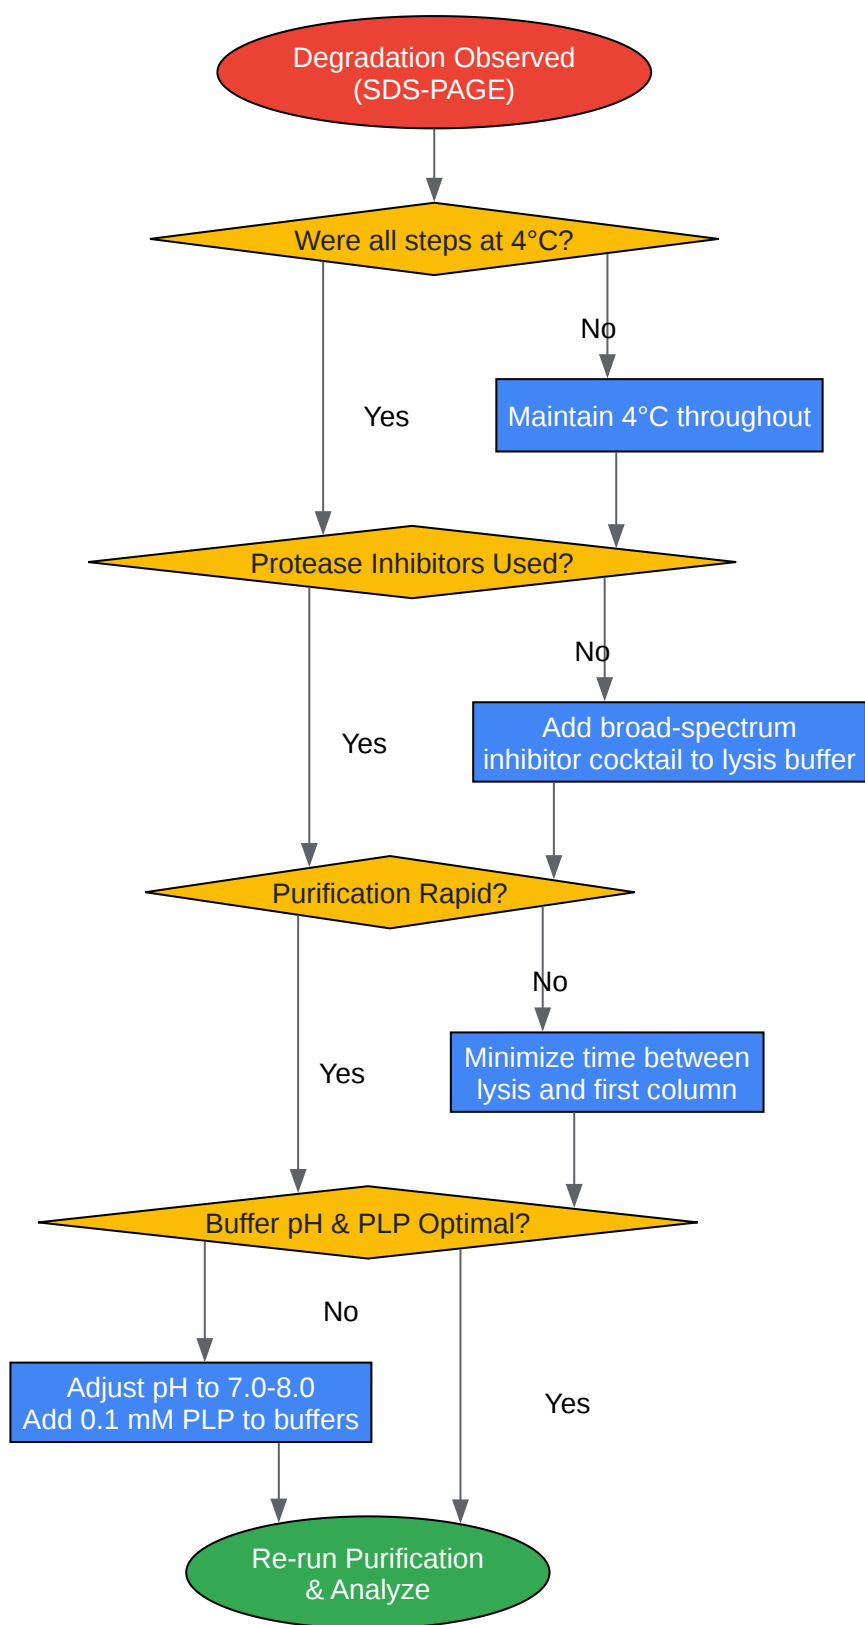 Degradation Observed
(SDS-PAGE)
Were all steps at 4°C?
No
Yes
Maintain 4°C throughout
Protease Inhibitors Used?
No
Yes
Add broad-spectrum
inhibitor cocktail to lysis buffer
Purification Rapid?
No
Yes
Minimize time between
lysis and first column
Buffer pH & PLP Optimal?
No
Adjust pH to 7.0-8.0
Add 0.1 mM PLP to buffers
Yes
Re-run Purification
& Analyze